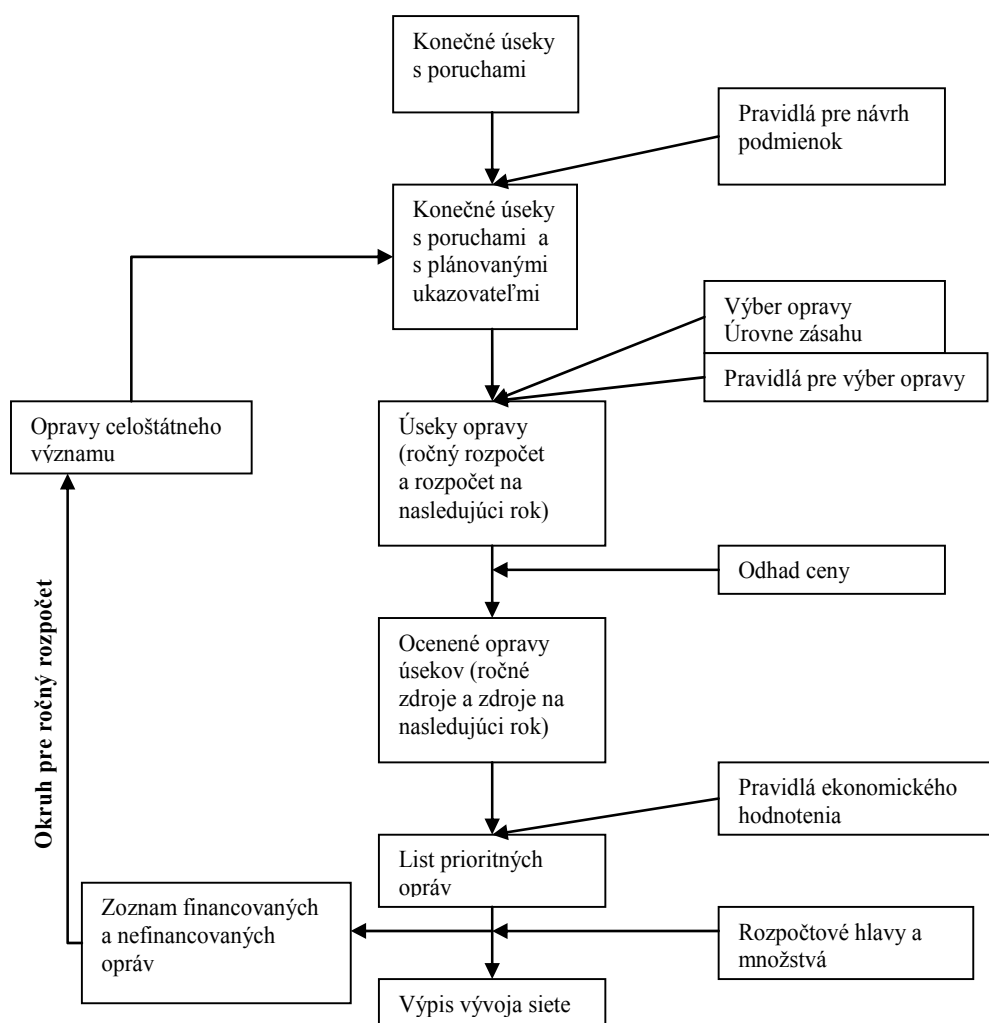 Konečné úseky
s poruchami
Pravidlá pre návrh
podmienok
Konečné úseky
s poruchami a
s plánovanými
ukazovateľmi
Výber opravy
Úrovne zásahu
Pravidlá pre výber opravy
Opravy celoštátneho
významu
Úseky opravy
(ročný rozpočet
a rozpočet na
nasledujúci rok)
Odhad ceny
Okruh pre ročný rozpočet
Ocenené opravy
úsekov (ročné
zdroje a zdroje na
nasledujúci rok)
Pravidlá ekonomického
hodnotenia
List prioritných
opráv
Zoznam financovaných
a nefinancovaných
opráv
Rozpočtové hlavy a
množstvá
Výpis vývoja siete